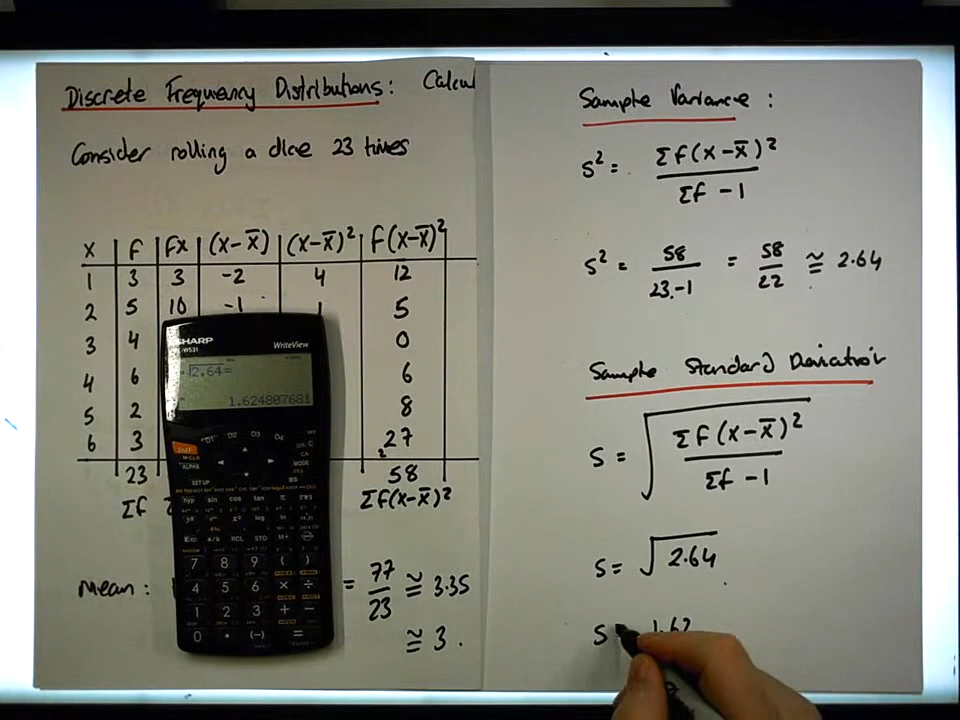 Discrete Frequency Distributions: Calcul
Consider rolling a dice 23 times
x | f | fx | (x-x̄) | (x-x̄)² | f(x-x̄)²
1 | 3 | 3 | -2 | 4 | 12
2 | 5 | 10 | -1 | 1 | 5
3 | 4 | 0
4 | 6 | 6
5 | 2 | 8
6 | 3 | 27
23 | 58
Σf Σf(x-x̄)²
Mean: = 77/23 ≅ 3.35
≅ 3.
SHARP
WriteView
√2.64=
1.624807681
Sample Variance:
s² = Σf(x-x̄)² / Σf-1
s² = 58/23-1 = 58/22 ≅ 2.64
Sample Standard Deviation
s = √(Σf(x-x̄)² / Σf-1)
s = √2.64
s 1.62